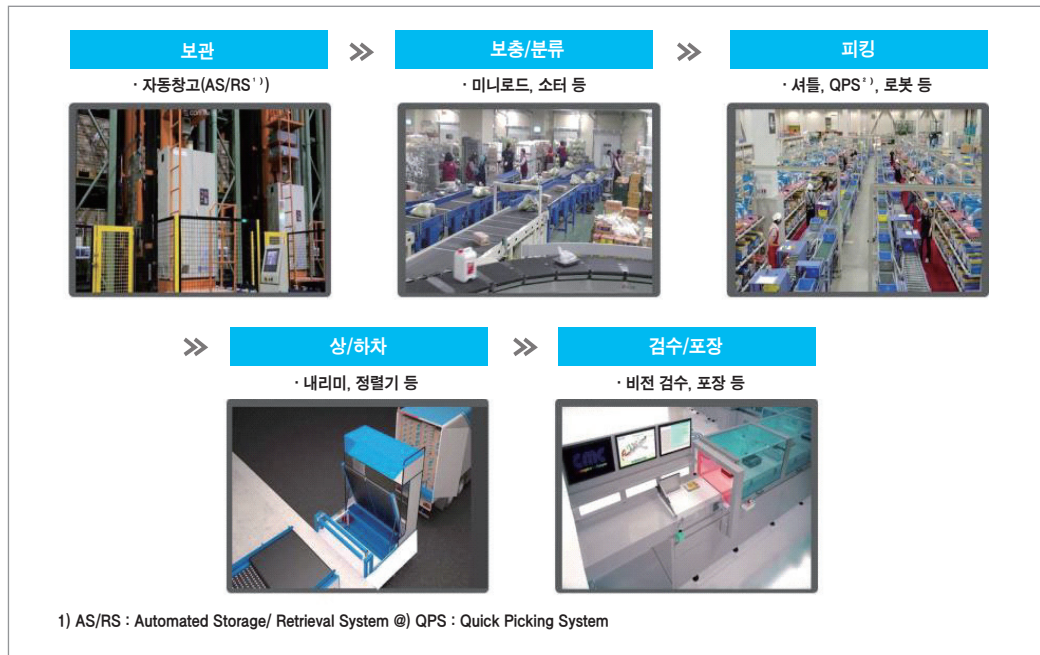 보관 » 보충/분류 » 피킹
· 자동창고(AS/RS¹⁾)
· 미니로드, 소터 등
· 셔틀, QPS²⁾, 로봇 등
» 상/하차 » 검수/포장
· 내리미, 정렬기 등
· 비전 검수, 포장 등
CMC
1) AS/RS : Automated Storage/ Retrieval System @) QPS : Quick Picking System